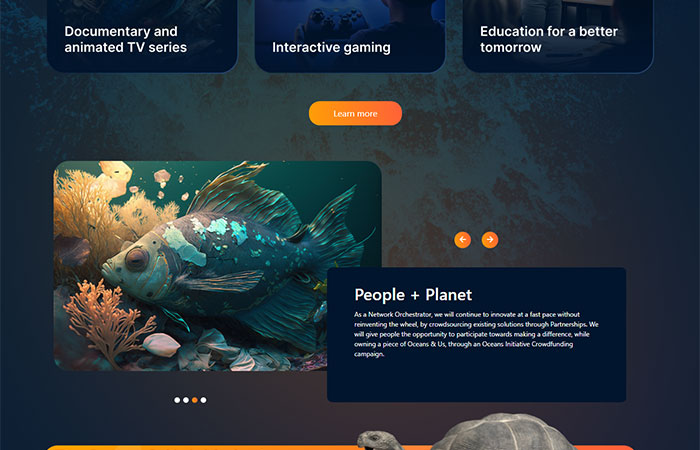 Documentary and
animated TV series
Interactive gaming
Education for a better
tomorrow
Learn more
People + Planet
As a Network Orchestrator, we will continue to innovate at a fast pace without
reinventing the wheel, by crowdsourcing existing solutions through Partnerships. We
will give people the opportunity to participate towards making a difference, while
owning a piece of Oceans & Us, through an Oceans Initiative Crowdfunding
campaign.